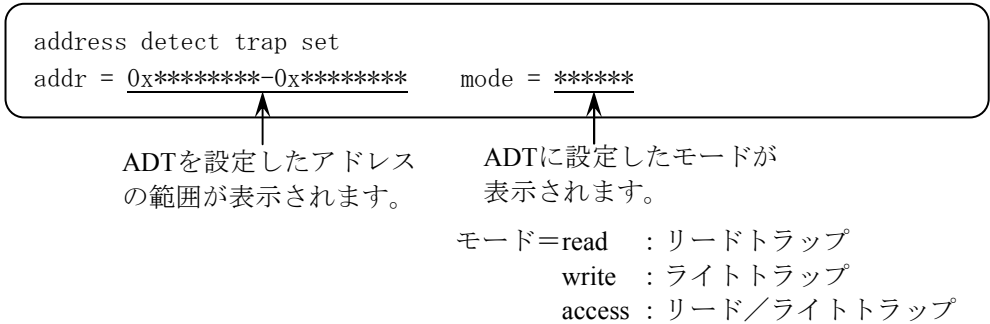 address detect trap set
addr = 0x********-0x******** mode = ******
ADTを設定したアドレス
の範囲が表示されます。
ADTに設定したモードが
表示されます。
モード＝read ：リードトラップ
write ：ライトトラップ
access ：リード／ライトトラップ